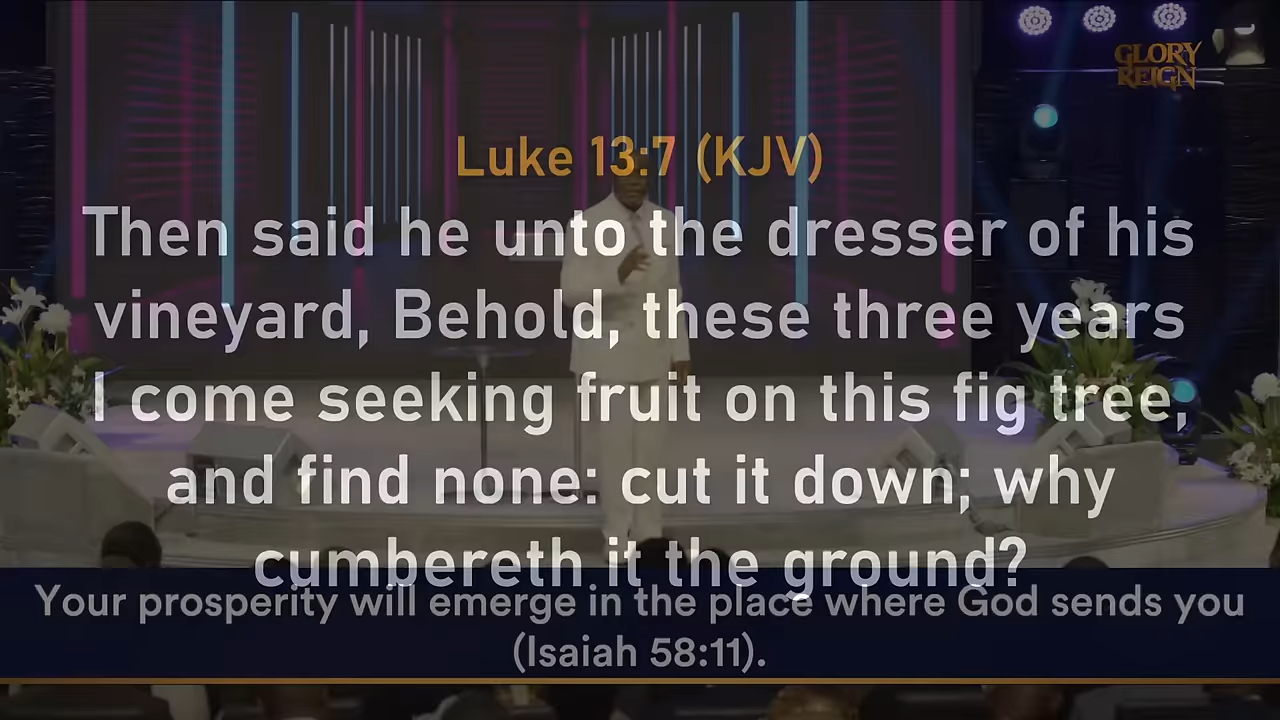 GLORY
REIGN
Luke 13:7 (KJV)
Then said he unto the dresser of his
vineyard, Behold, these three years
I come seeking fruit on this fig tree,
and find none: cut it down; why
cumbereth it the ground?
Your prosperity will emerge in the place where God sends you
(Isaiah 58:11).